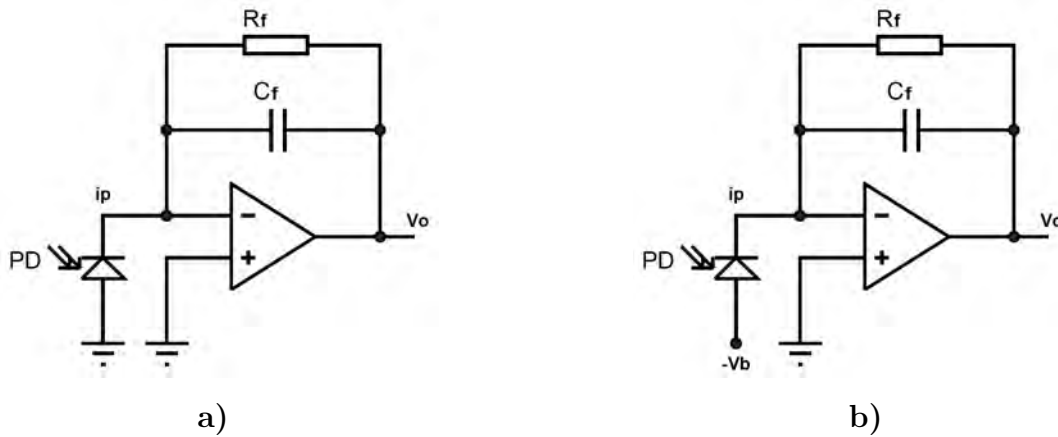 Rf
Cf
ip
Vo
PD
−
+
a)
Rf
Cf
ip
Vo
PD
−
+
-Vb
b)